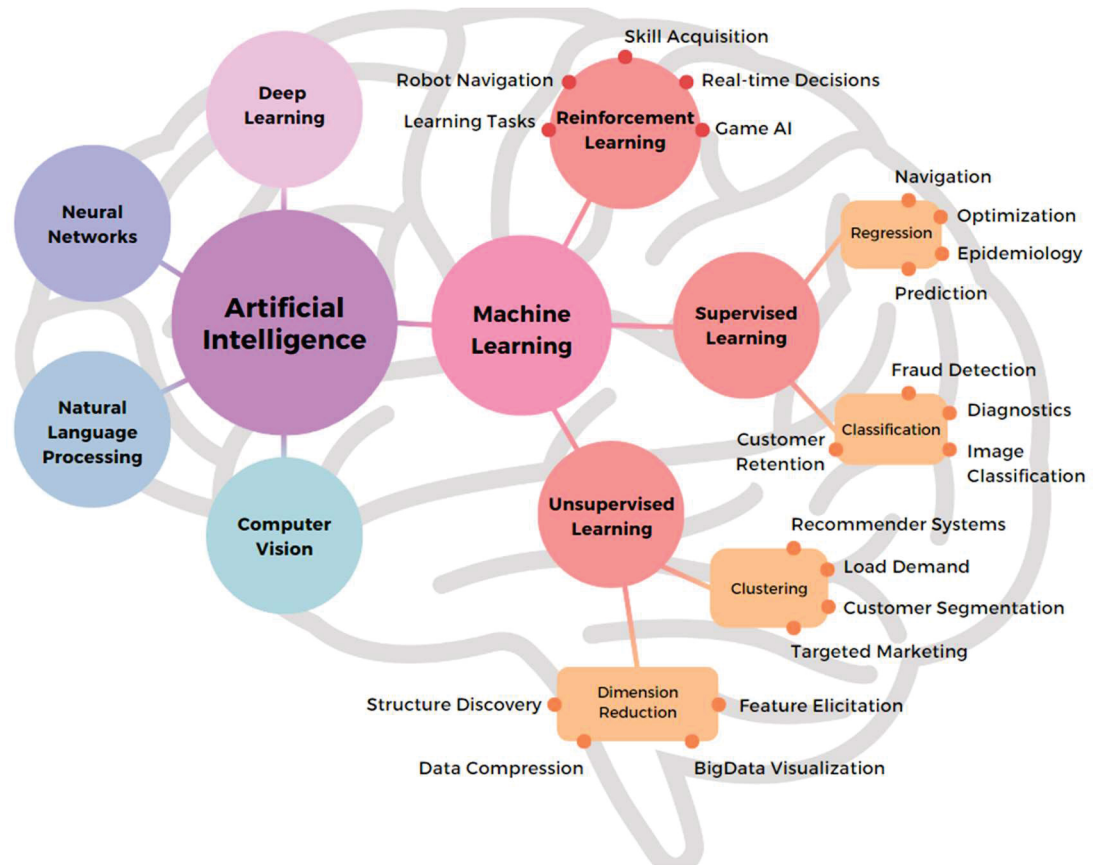 Skill Acquisition
Robot Navigation
Real-time Decisions
Learning Tasks
Reinforcement
Learning
Game AI
Deep
Learning
Neural
Networks
Artificial
Intelligence
Natural
Language
Processing
Computer
Vision
Machine
Learning
Supervised
Learning
Navigation
Regression
Optimization
Epidemiology
Prediction
Fraud Detection
Classification
Diagnostics
Customer
Retention
Image
Classification
Unsupervised
Learning
Recommender Systems
Clustering
Load Demand
Customer Segmentation
Targeted Marketing
Dimension
Reduction
Structure Discovery
Feature Elicitation
Data Compression
BigData Visualization